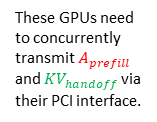 These GPUs need
to concurrently
transmit A_prefill
and KV_handoff via
their PCI interface.